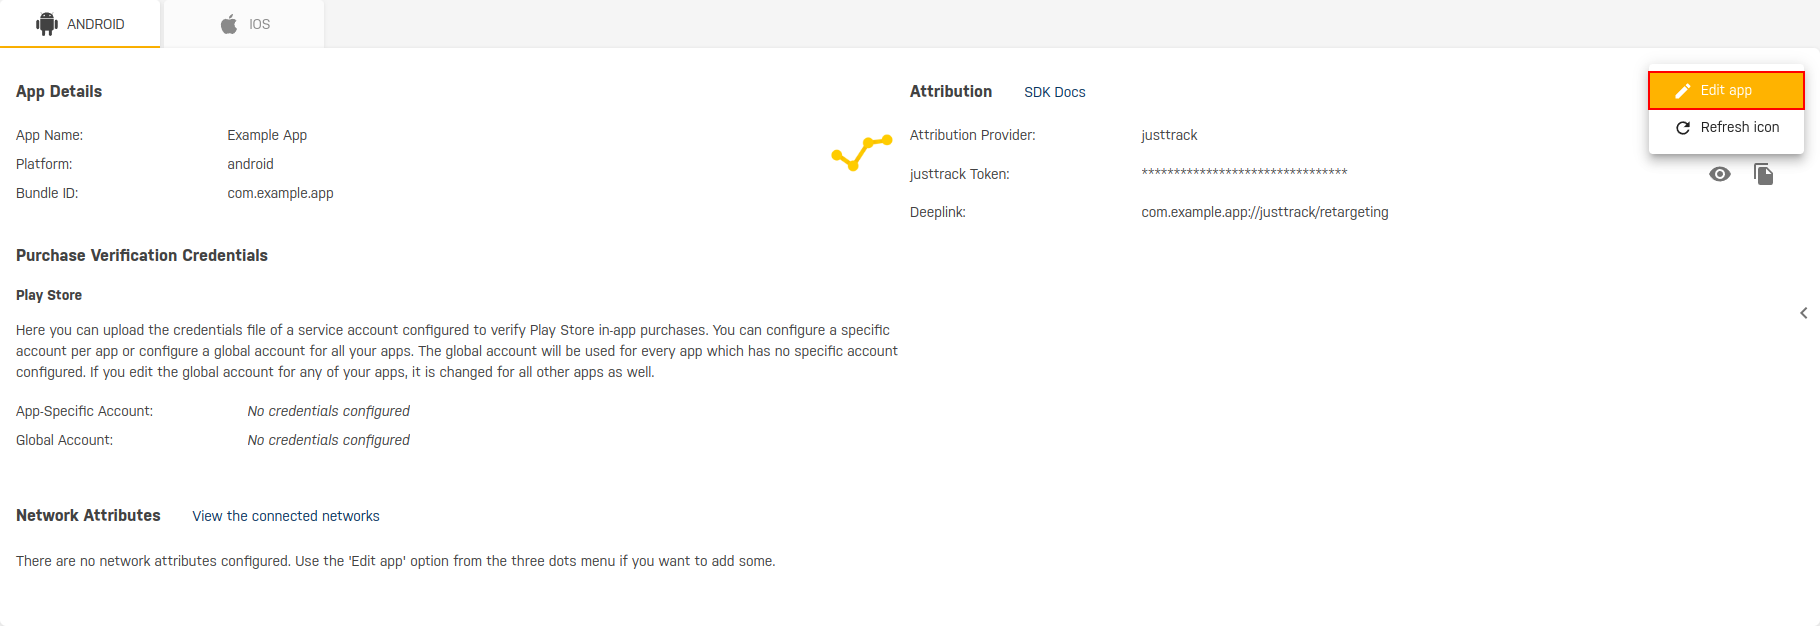 ANDROID
IOS
App Details
App Name: Example App
Platform: android
Bundle ID: com.example.app
Attribution SDK Docs
Attribution Provider: justtrack
justtrack Token: ********************************
Deeplink: com.example.app://justtrack/retargeting
Edit app
Refresh icon
Purchase Verification Credentials
Play Store
Here you can upload the credentials file of a service account configured to verify Play Store in-app purchases. You can configure a specific
account per app or configure a global account for all your apps. The global account will be used for every app which has no specific account
configured. If you edit the global account for any of your apps, it is changed for all other apps as well.
App-Specific Account: No credentials configured
Global Account: No credentials configured
Network Attributes View the connected networks
There are no network attributes configured. Use the 'Edit app' option from the three dots menu if you want to add some.